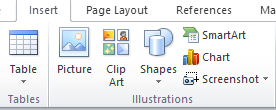 Insert Page Layout References
Table Picture Clip Art Shapes SmartArt
Chart
Screenshot
Tables Illustrations